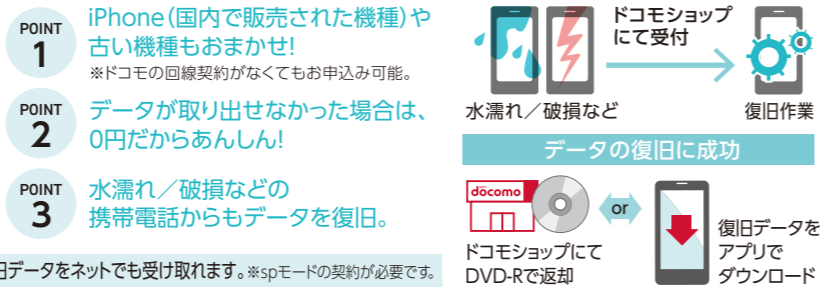 POINT
1
iPhone(国内で販売された機種)や
古い機種もおまかせ!
※ドコモの回線契約がなくてもお申込み可能。
POINT
2
データが取り出せなかった場合は、
0円だからあんしん!
POINT
3
水濡れ/破損などの
携帯電話からもデータを復旧。
旧データをネットでも受け取れます。※spモードの契約が必要です。
ドコモショップ
にて受付
水濡れ/破損など
復旧作業
データの復旧に成功
döcomo
or
ドコモショップにて
DVD-Rで返却
復旧データを
アプリで
ダウンロード